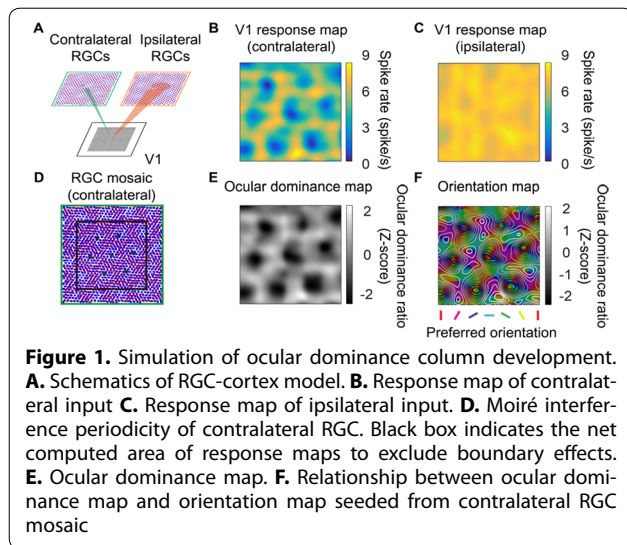 A
Contralateral RGCs
Ipsilateral RGCs
V1
B
V1 response map
(contralateral)
9
6
3
0
Spike rate (spike/s)
C
V1 response map
(ipsilateral)
9
6
3
0
Spike rate (spike/s)
D
RGC mosaic
(contralateral)
E
Ocular dominance map
2
0
-2
Ocular dominance ratio
(Z-score)
F
Orientation map
2
1
0
-1
-2
Ocular dominance ratio
(Z-score)
Preferred orientation
Figure 1. Simulation of ocular dominance column development.
A. Schematics of RGC-cortex model. B. Response map of contralat-
eral input C. Response map of ipsilateral input. D. Moiré interfer-
ence periodicity of contralateral RGC. Black box indicates the net
computed area of response maps to exclude boundary effects.
E. Ocular dominance map. F. Relationship between ocular domi-
nance map and orientation map seeded from contralateral RGC
mosaic